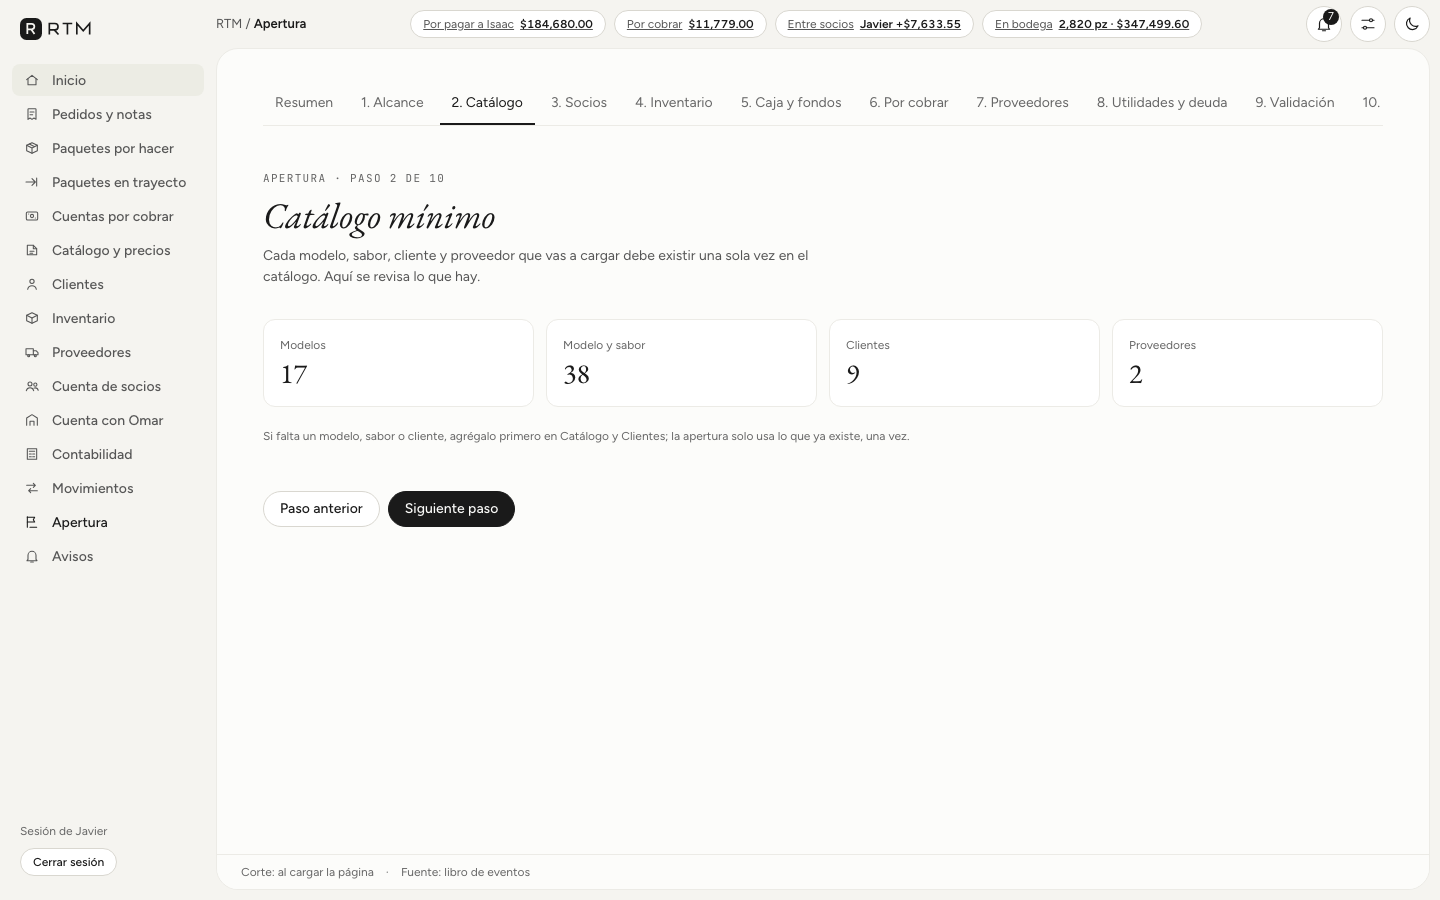 R RTM
Inicio
Pedidos y notas
Paquetes por hacer
Paquetes en trayecto
Cuentas por cobrar
Catálogo y precios
Clientes
Inventario
Proveedores
Cuenta de socios
Cuenta con Omar
Contabilidad
Movimientos
Apertura
Avisos
Sesión de Javier
Cerrar sesión
RTM / Apertura
Por pagar a Isaac $184,680.00
Por cobrar $11,779.00
Entre socios Javier +$7,633.55
En bodega 2,820 pz · $347,499.60
7
Resumen
1. Alcance
2. Catálogo
3. Socios
4. Inventario
5. Caja y fondos
6. Por cobrar
7. Proveedores
8. Utilidades y deuda
9. Validación
10.
APERTURA · PASO 2 DE 10
Catálogo mínimo
Cada modelo, sabor, cliente y proveedor que vas a cargar debe existir una sola vez en el
catálogo. Aquí se revisa lo que hay.
Modelos
17
Modelo y sabor
38
Clientes
9
Proveedores
2
Si falta un modelo, sabor o cliente, agrégalo primero en Catálogo y Clientes; la apertura solo usa lo que ya existe, una vez.
Paso anterior
Siguiente paso
Corte: al cargar la página · Fuente: libro de eventos